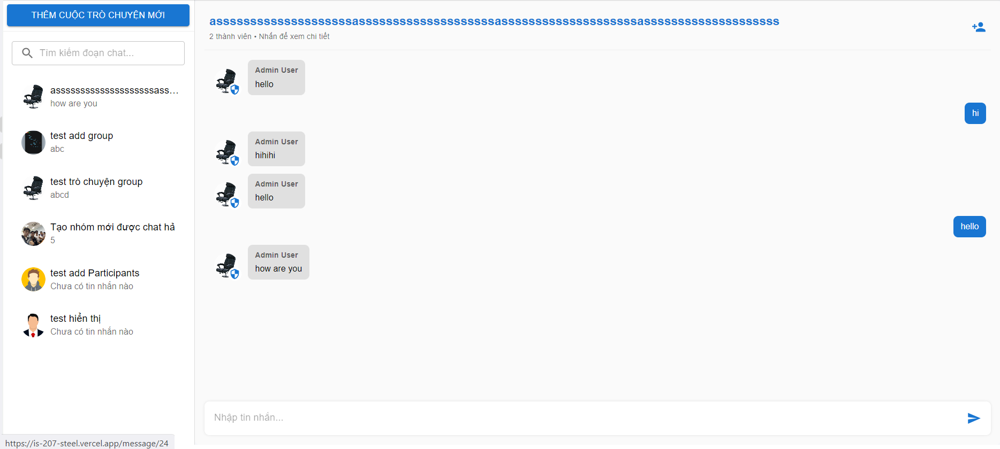 THÊM CUỘC TRÒ CHUYỆN MỚI
Tìm kiếm đoạn chat...
assssssssssssssssssssass...
how are you
test add group
abc
test trò chuyện group
abcd
Tạo nhóm mới được chat hả
5
test add Participants
Chưa có tin nhắn nào
test hiển thị
Chưa có tin nhắn nào
https://is-207-steel.vercel.app/message/24
assssssssssssssssssssasssssssssssssssssssssasssssssssssssssssssssassssssssssssssssssss
2 thành viên • Nhấn để xem chi tiết
Admin User
hello
hi
Admin User
hihihi
Admin User
hello
hello
Admin User
how are you
Nhập tin nhắn...